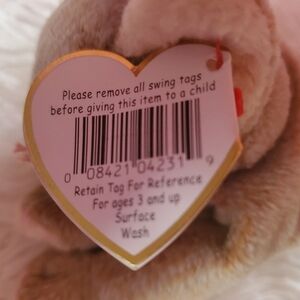 Please remove all swing tags
before giving this item to a child
0 08421 04231 9
Retain Tag For Reference
For ages 3 and up
Surface
Wash